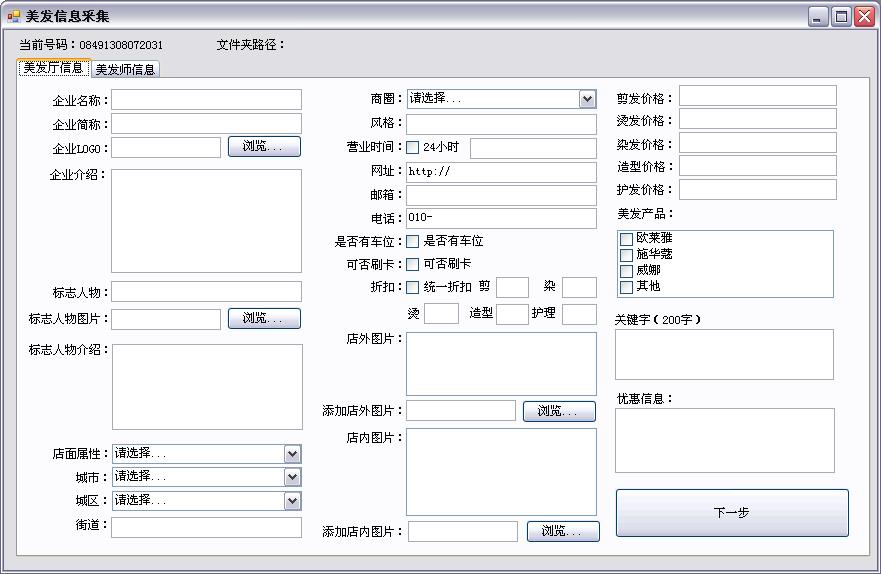 美发信息采集
当前号码：08491308072031 文件夹路径：
美发厅信息 美发师信息
企业名称：
企业简称：
企业LOGO： 浏览...
企业介绍：
标志人物：
标志人物图片： 浏览...
标志人物介绍：
店面属性： 请选择...
城市： 请选择...
城区： 请选择...
街道：
商圈： 请选择...
风格：
营业时间： 24小时
网址： http://
邮箱：
电话： 010-
是否有车位： 是否有车位
可否刷卡： 可否刷卡
折扣： 统一折扣 剪 染
烫 造型 护理
店外图片：
添加店外图片： 浏览...
店内图片：
添加店内图片： 浏览...
剪发价格：
烫发价格：
染发价格：
造型价格：
护发价格：
美发产品：
欧莱雅
施华蔻
威娜
其他
关键字（200字）
优惠信息：
下一步